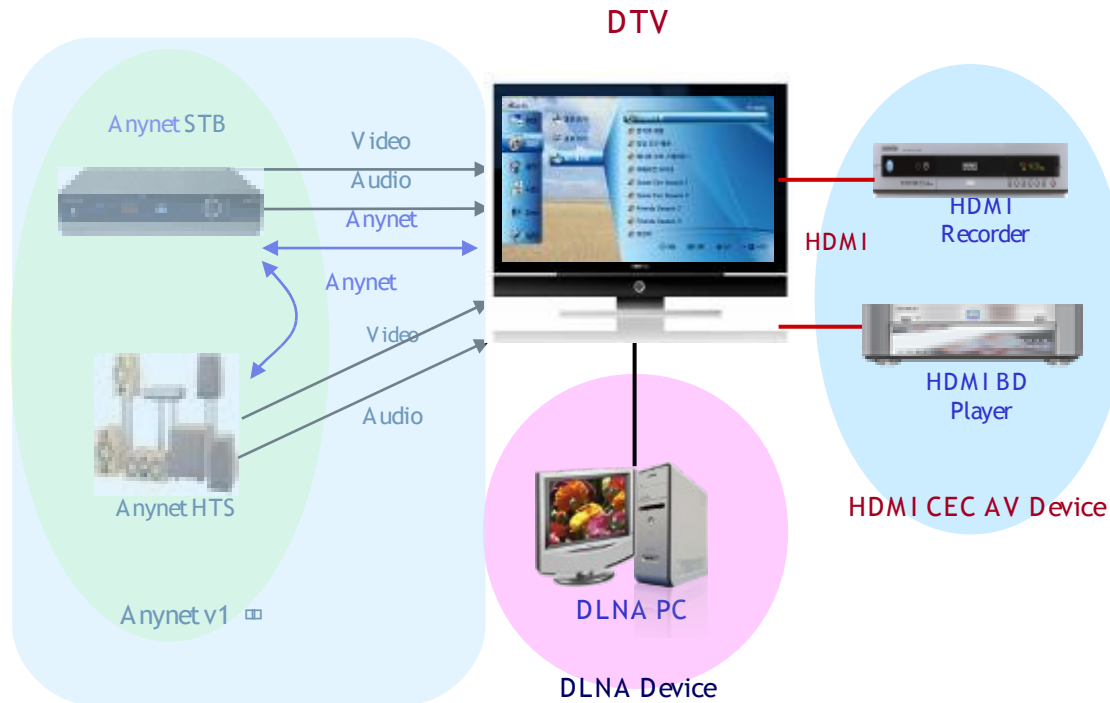 DTV
Anynet STB
Video
Audio
Anynet
Anynet
Video
Audio
Anynet HTS
Anynet v1
HDMI
HDMI
Recorder
HDMI BD
Player
HDMI CEC AV Device
DLNA PC
DLNA Device